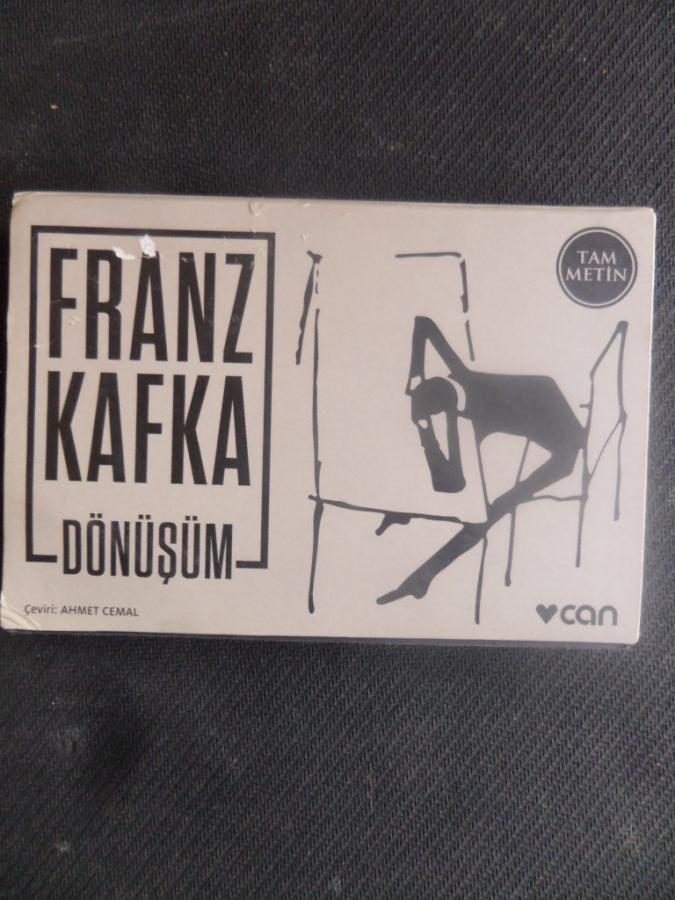 FRANZ
KAFKA
DÖNÜŞÜM
Çeviri: AHMET CEMAL
TAM
METİN
can